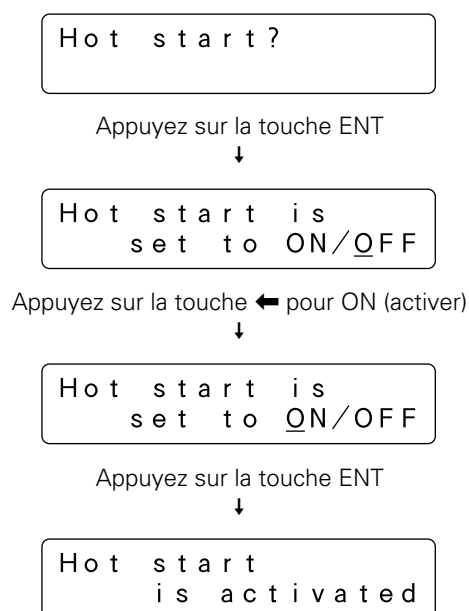 Hot start?
Appuyez sur la touche ENT
↓
Hot start is
set to ON/OFF
Appuyez sur la touche ← pour ON (activer)
↓
Hot start is
set to ON/OFF
Appuyez sur la touche ENT
↓
Hot start
is activated